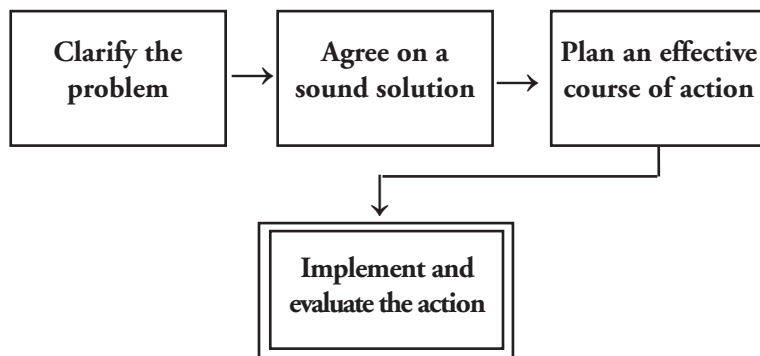 Clarify the
problem
Agree on a
sound solution
Plan an effective
course of action
Implement and
evaluate the action